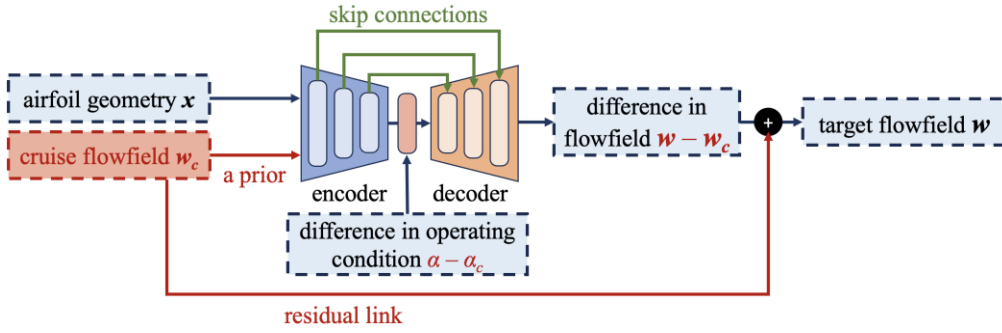 skip connections
airfoil geometry x
cruise flowfield w_c
a prior
encoder
decoder
difference in
flowfield w − w_c
+
target flowfield w
difference in operating
condition α − α_c
residual link